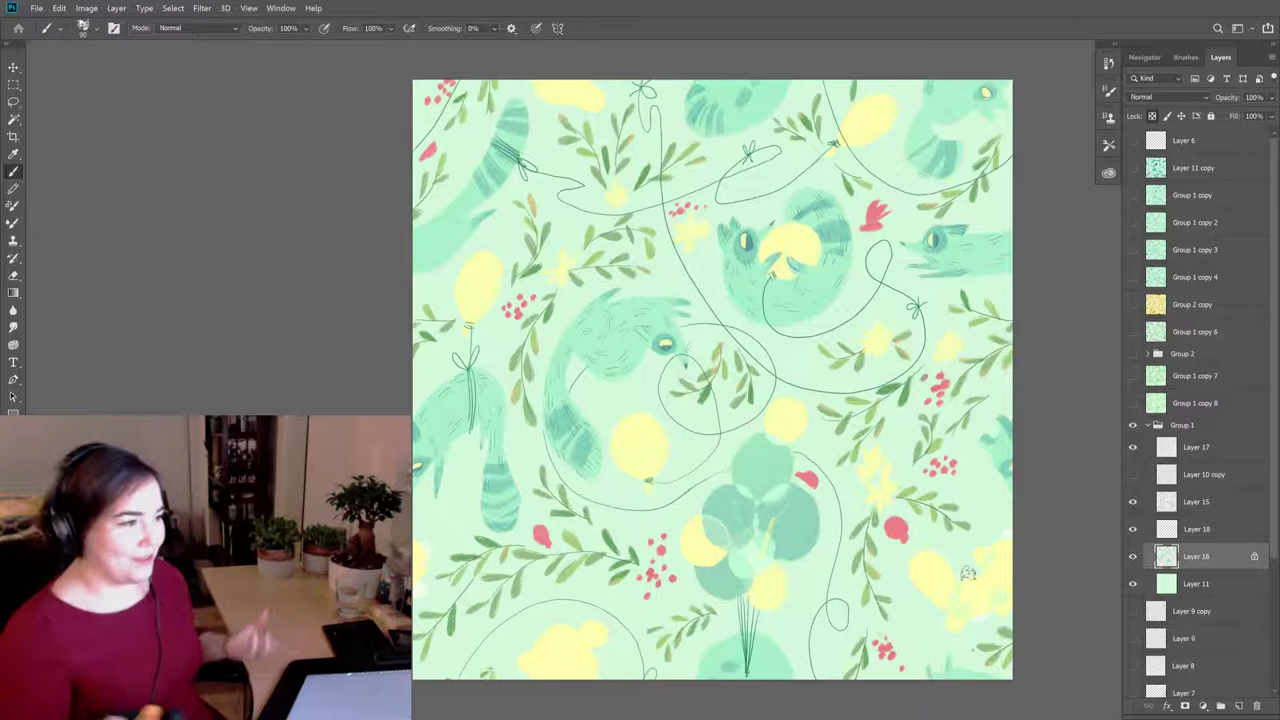 Ps File Edit Image Layer Type Select Filter 3D View Window Help
90 Mode: Normal Opacity: 100% Flow: 100% Smoothing: 0%
Navigator Brushes Layers
Kind
Normal Opacity: 100%
Lock: Fill: 100%
Layer 6
Layer 11 copy
Group 1 copy
Group 1 copy 2
Group 1 copy 3
Group 1 copy 4
Group 2 copy
Group 1 copy 6
Group 2
Group 1 copy 7
Group 1 copy 8
Group 1
Layer 17
Layer 10 copy
Layer 15
Layer 18
Layer 16
Layer 11
Layer 9 copy
Layer 9
Layer 8
Layer 7
fx